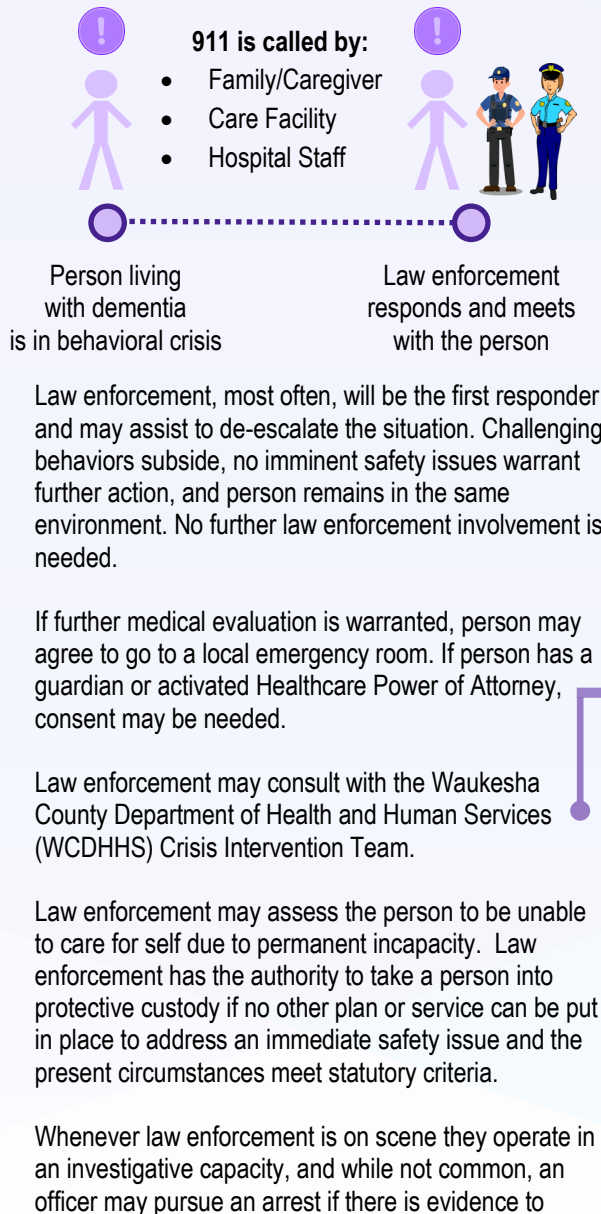 911 is called by:
• Family/Caregiver
• Care Facility
• Hospital Staff
Person living
with dementia
is in behavioral crisis
Law enforcement
responds and meets
with the person
Law enforcement, most often, will be the first responder
and may assist to de-escalate the situation. Challenging
behaviors subside, no imminent safety issues warrant
further action, and person remains in the same
environment. No further law enforcement involvement is
needed.
If further medical evaluation is warranted, person may
agree to go to a local emergency room. If person has a
guardian or activated Healthcare Power of Attorney,
consent may be needed.
Law enforcement may consult with the Waukesha
County Department of Health and Human Services
(WCDHHS) Crisis Intervention Team.
Law enforcement may assess the person to be unable
to care for self due to permanent incapacity. Law
enforcement has the authority to take a person into
protective custody if no other plan or service can be put
in place to address an immediate safety issue and the
present circumstances meet statutory criteria.
Whenever law enforcement is on scene they operate in
an investigative capacity, and while not common, an
officer may pursue an arrest if there is evidence to